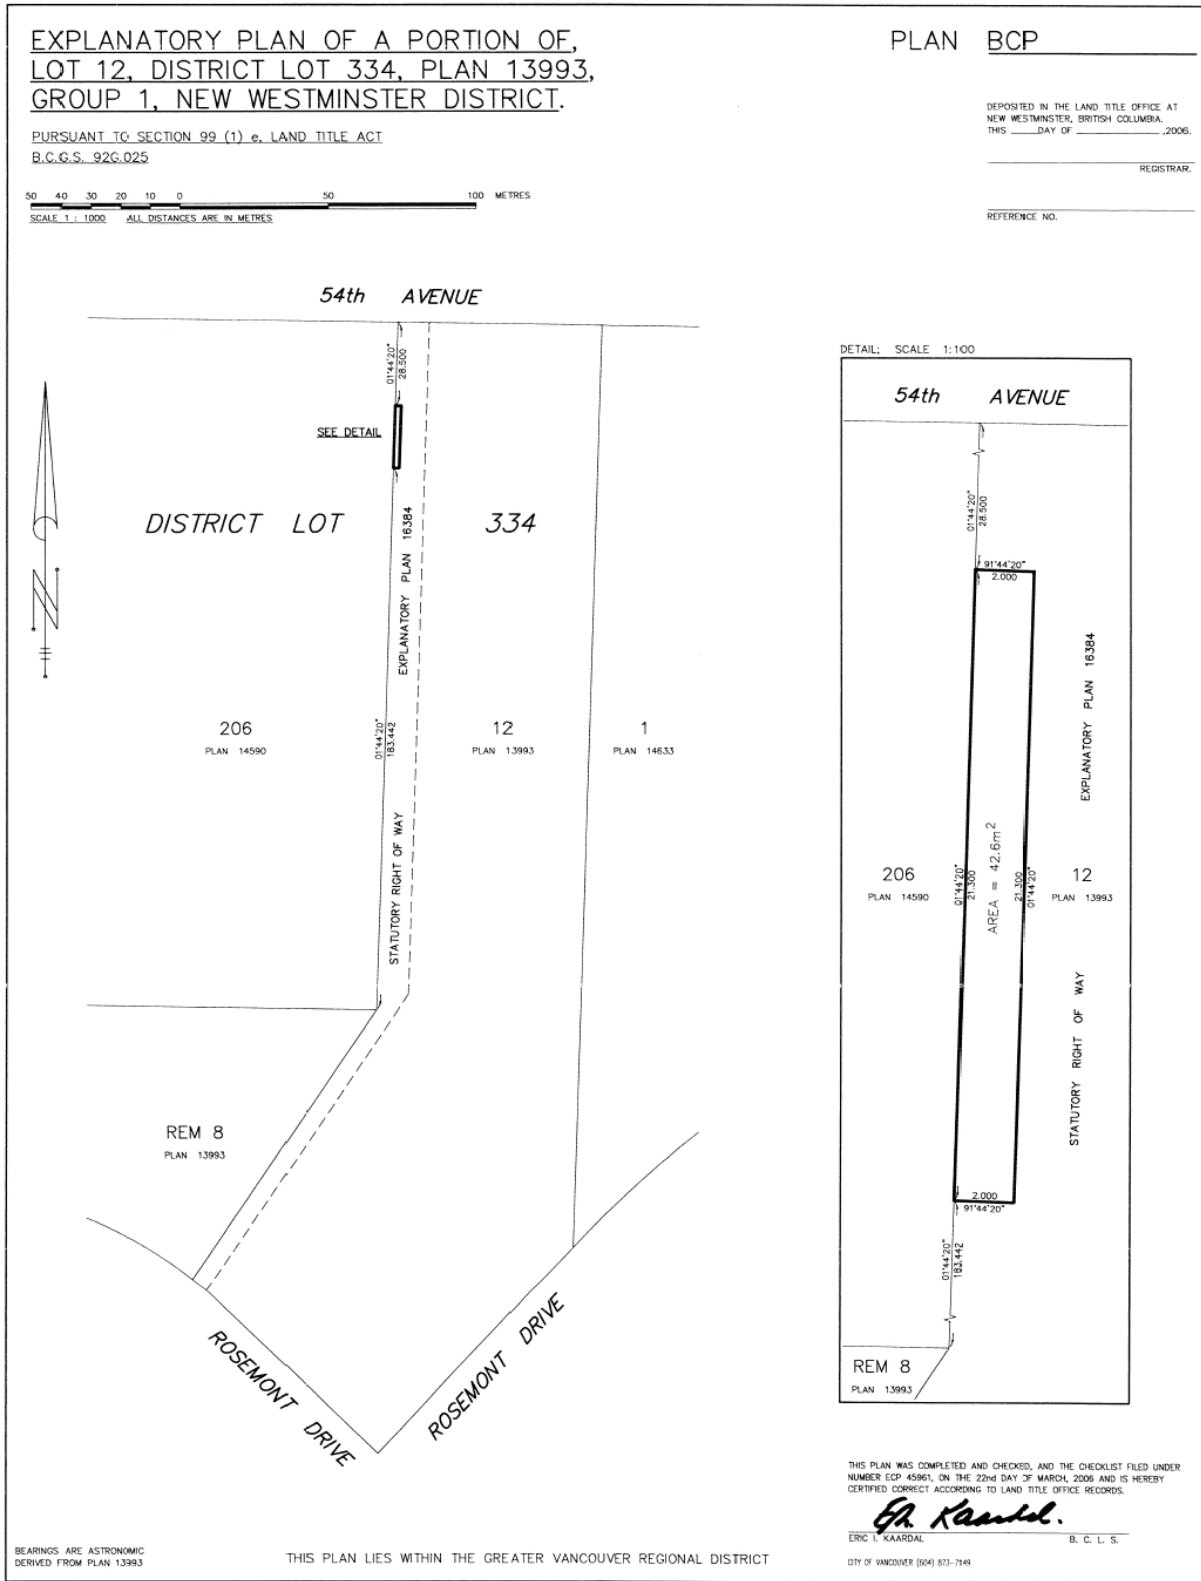 EXPLANATORY PLAN OF A PORTION OF,
LOT 12, DISTRICT LOT 334, PLAN 13993,
GROUP 1, NEW WESTMINSTER DISTRICT.
PURSUANT TO SECTION 99 (1) e, LAND TITLE ACT
B.C.G.S. 92G.025
50 40 30 20 10 0 50 100 METRES
SCALE 1 : 1000 ALL DISTANCES ARE IN METRES
PLAN BCP
DEPOSITED IN THE LAND TITLE OFFICE AT
NEW WESTMINSTER, BRITISH COLUMBIA.
THIS DAY OF ,2006.
REGISTRAR.
REFERENCE NO.
54th AVENUE
01°44'20"
28.500
SEE DETAIL
DISTRICT LOT 334
EXPLANATORY PLAN 16384
N
206
PLAN 14590
01°44'20"
183.442
12
PLAN 13993
1
PLAN 14633
STATUTORY RIGHT OF WAY
REM 8
PLAN 13993
ROSEMONT DRIVE
ROSEMONT DRIVE
DETAIL; SCALE 1:100
54th AVENUE
01°44'20"
28.500
91°44'20"
2.000
EXPLANATORY PLAN 16384
AREA = 42.6m²
206
PLAN 14590
01°44'20"
21.300
21.300
01°44'20"
12
PLAN 13993
STATUTORY RIGHT OF WAY
2.000
91°44'20"
01°44'20"
183.442
REM 8
PLAN 13993
THIS PLAN WAS COMPLETED AND CHECKED, AND THE CHECKLIST FILED UNDER
NUMBER ECP 45961, ON THE 22nd DAY OF MARCH, 2006 AND IS HEREBY
CERTIFIED CORRECT ACCORDING TO LAND TITLE OFFICE RECORDS.
Kaardal.
ERIC I. KAARDAL B. C. L. S.
CITY OF VANCOUVER (604) 873-7149
BEARINGS ARE ASTRONOMIC
DERIVED FROM PLAN 13993
THIS PLAN LIES WITHIN THE GREATER VANCOUVER REGIONAL DISTRICT